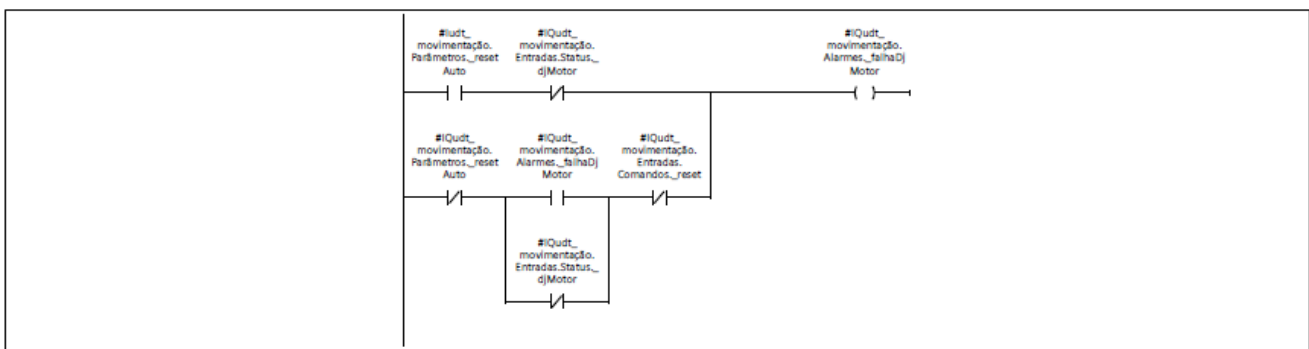 #Iudt_
movimentação.
Parâmetros._reset
Auto
#IQudt_
movimentação.
Entradas.Status._
djMotor
#IQudt_
movimentação.
Alarmes._falhaDj
Motor
#IQudt_
movimentação.
Parâmetros._reset
Auto
#IQudt_
movimentação.
Alarmes._falhaDj
Motor
#IQudt_
movimentação.
Entradas.
Comandos._reset
#IQudt_
movimentação.
Entradas.Status._
djMotor